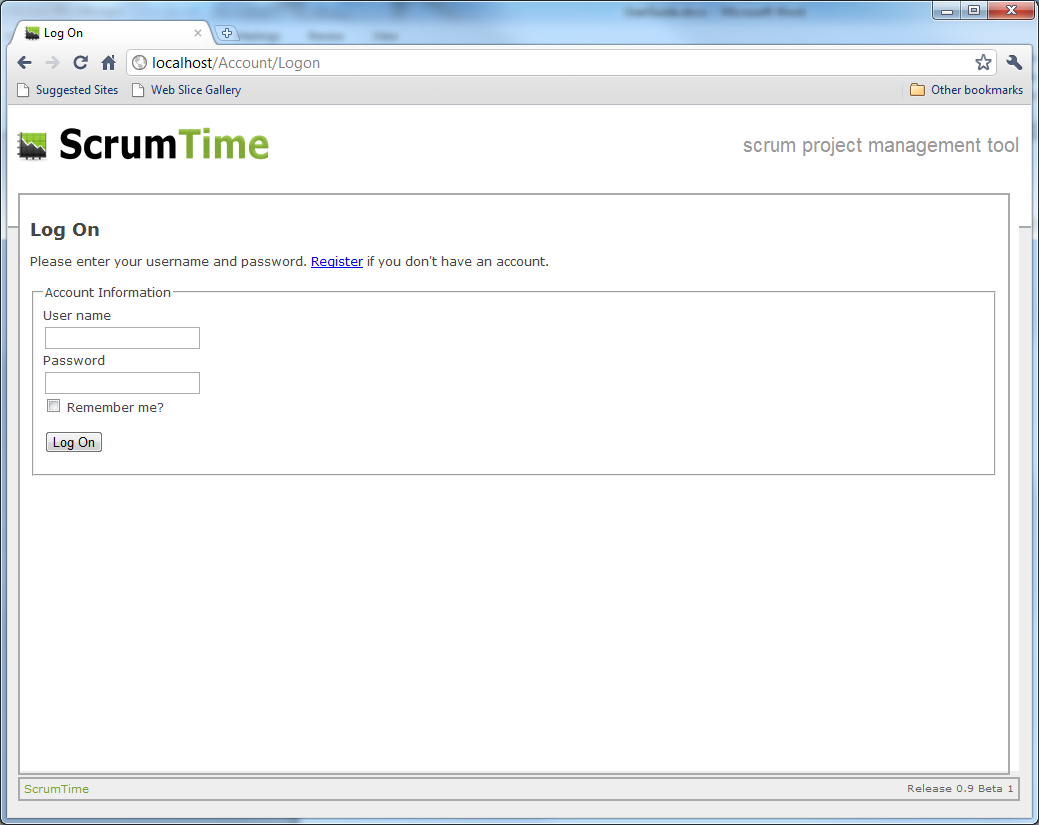 Log On
localhost/Account/Logon
Suggested Sites Web Slice Gallery Other bookmarks
ScrumTime scrum project management tool
Log On
Please enter your username and password. Register if you don't have an account.
Account Information
User name
Password
Remember me?
Log On
ScrumTime Release 0.9 Beta 1